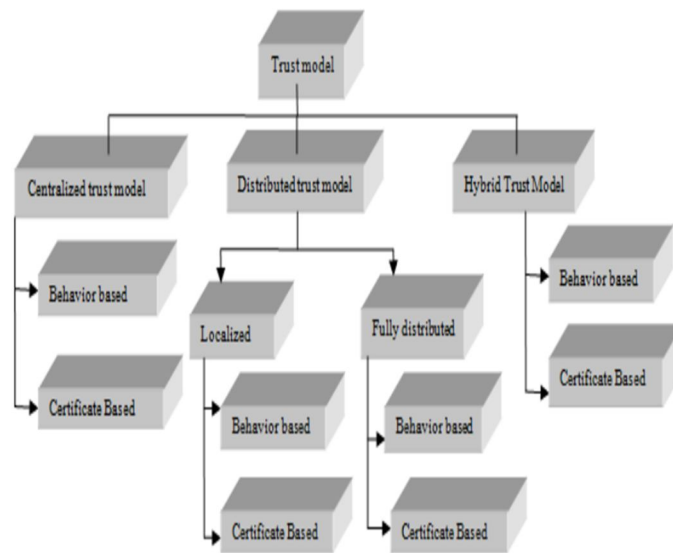 Trust model
Centralized trust model
Distributed trust model
Hybrid Trust Model
Behavior based
Certificate Based
Localized
Behavior based
Certificate Based
Fully distributed
Behavior based
Certificate Based
Behavior based
Certificate Based